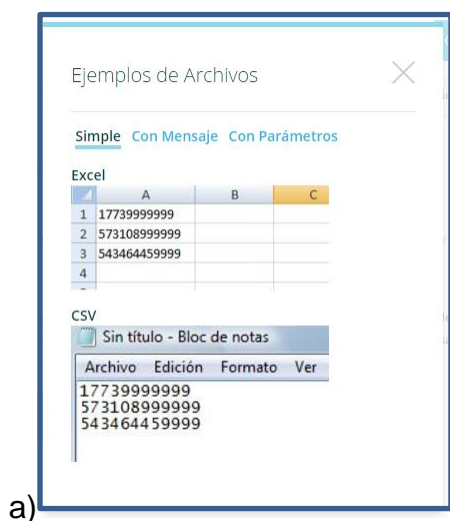 Ejemplos de Archivos
Simple Con Mensaje Con Parámetros
Excel
A B C
1 17739999999
2 573108999999
3 543464459999
4
CSV
Sin título - Bloc de notas
Archivo Edición Formato Ver
17739999999
573108999999
543464459999
a)